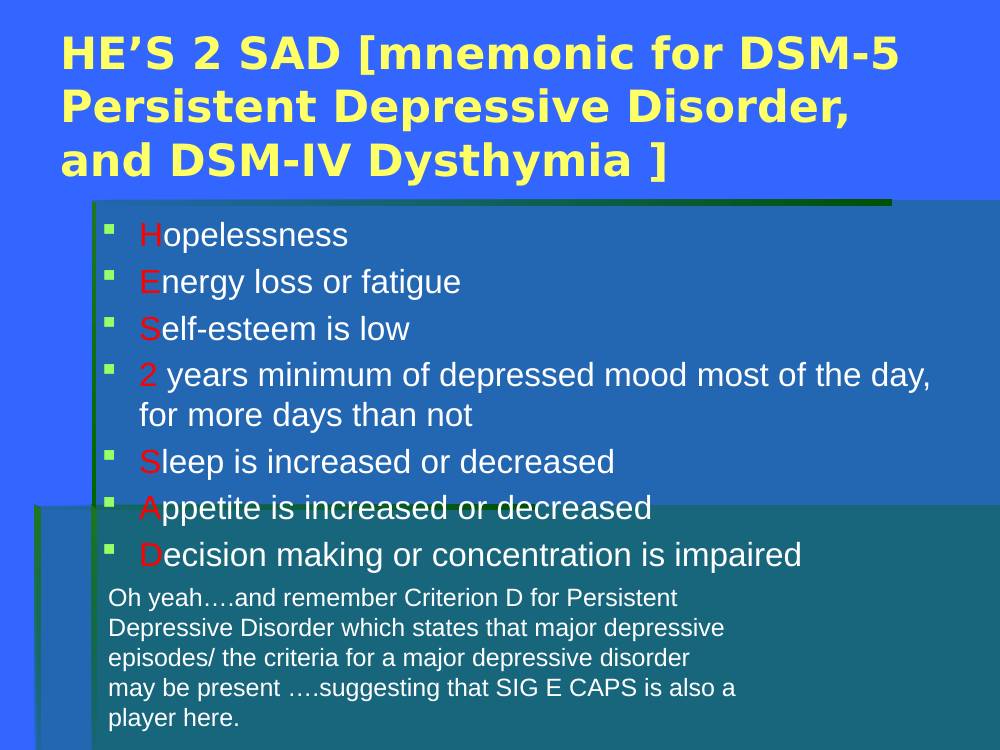 HE’S 2 SAD [mnemonic for DSM-5
Persistent Depressive Disorder,
and DSM-IV Dysthymia ]
Hopelessness
Energy loss or fatigue
Self-esteem is low
2 years minimum of depressed mood most of the day,
for more days than not
Sleep is increased or decreased
Appetite is increased or decreased
Decision making or concentration is impaired
Oh yeah….and remember Criterion D for Persistent
Depressive Disorder which states that major depressive
episodes/ the criteria for a major depressive disorder
may be present ….suggesting that SIG E CAPS is also a
player here.